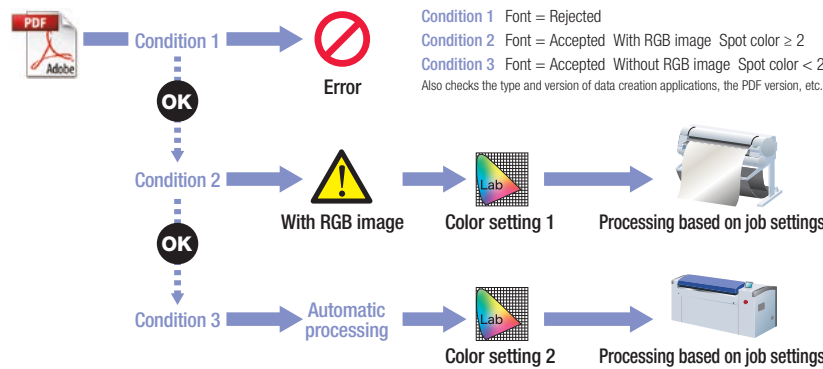 PDF
Adobe
Condition 1
Error
Condition 1 Font = Rejected
Condition 2 Font = Accepted With RGB image Spot color ≥ 2
Condition 3 Font = Accepted Without RGB image Spot color < 2
Also checks the type and version of data creation applications, the PDF version, etc.
OK
Condition 2
With RGB image
Lab
Color setting 1
Processing based on job settings
OK
Condition 3
Automatic
processing
Lab
Color setting 2
Processing based on job settings